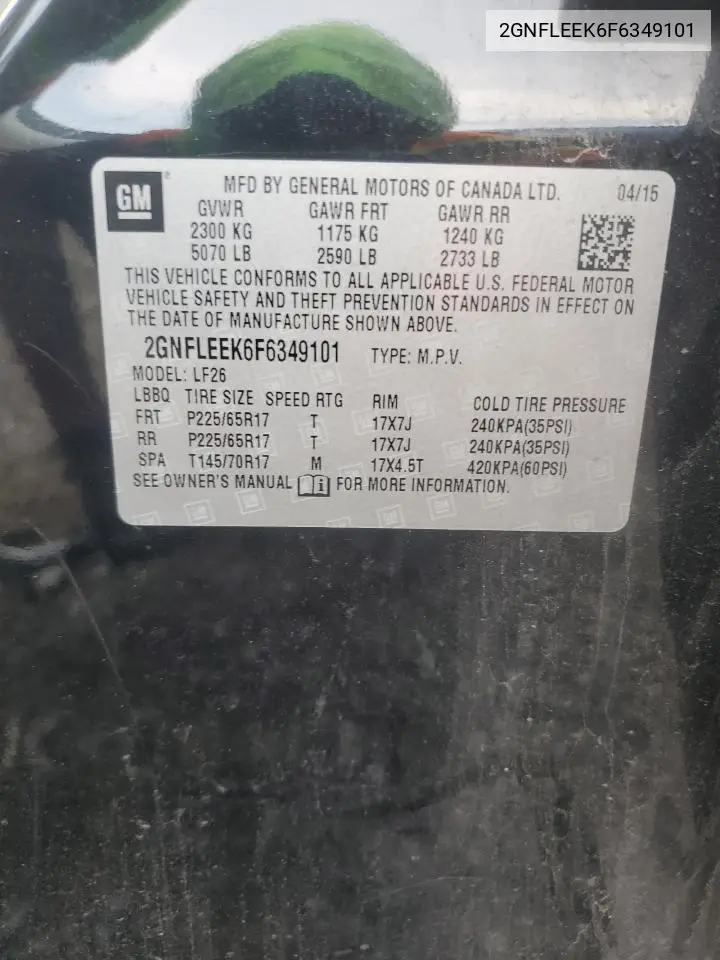 2GNFLEEK6F6349101
GM ® MFD BY GENERAL MOTORS OF CANADA LTD. 04/15
GVWR GAWR FRT GAWR RR
2300 KG 1175 KG 1240 KG
5070 LB 2590 LB 2733 LB
THIS VEHICLE CONFORMS TO ALL APPLICABLE U.S. FEDERAL MOTOR
VEHICLE SAFETY AND THEFT PREVENTION STANDARDS IN EFFECT ON
THE DATE OF MANUFACTURE SHOWN ABOVE.
2GNFLEEK6F6349101 TYPE: M.P.V.
MODEL: LF26
LBBQ TIRE SIZE SPEED RTG RIM COLD TIRE PRESSURE
FRT P225/65R17 T 17X7J 240KPA(35PSI)
RR P225/65R17 T 17X7J 240KPA(35PSI)
SPA T145/70R17 M 17X4.5T 420KPA(60PSI)
SEE OWNER'S MANUAL i FOR MORE INFORMATION.